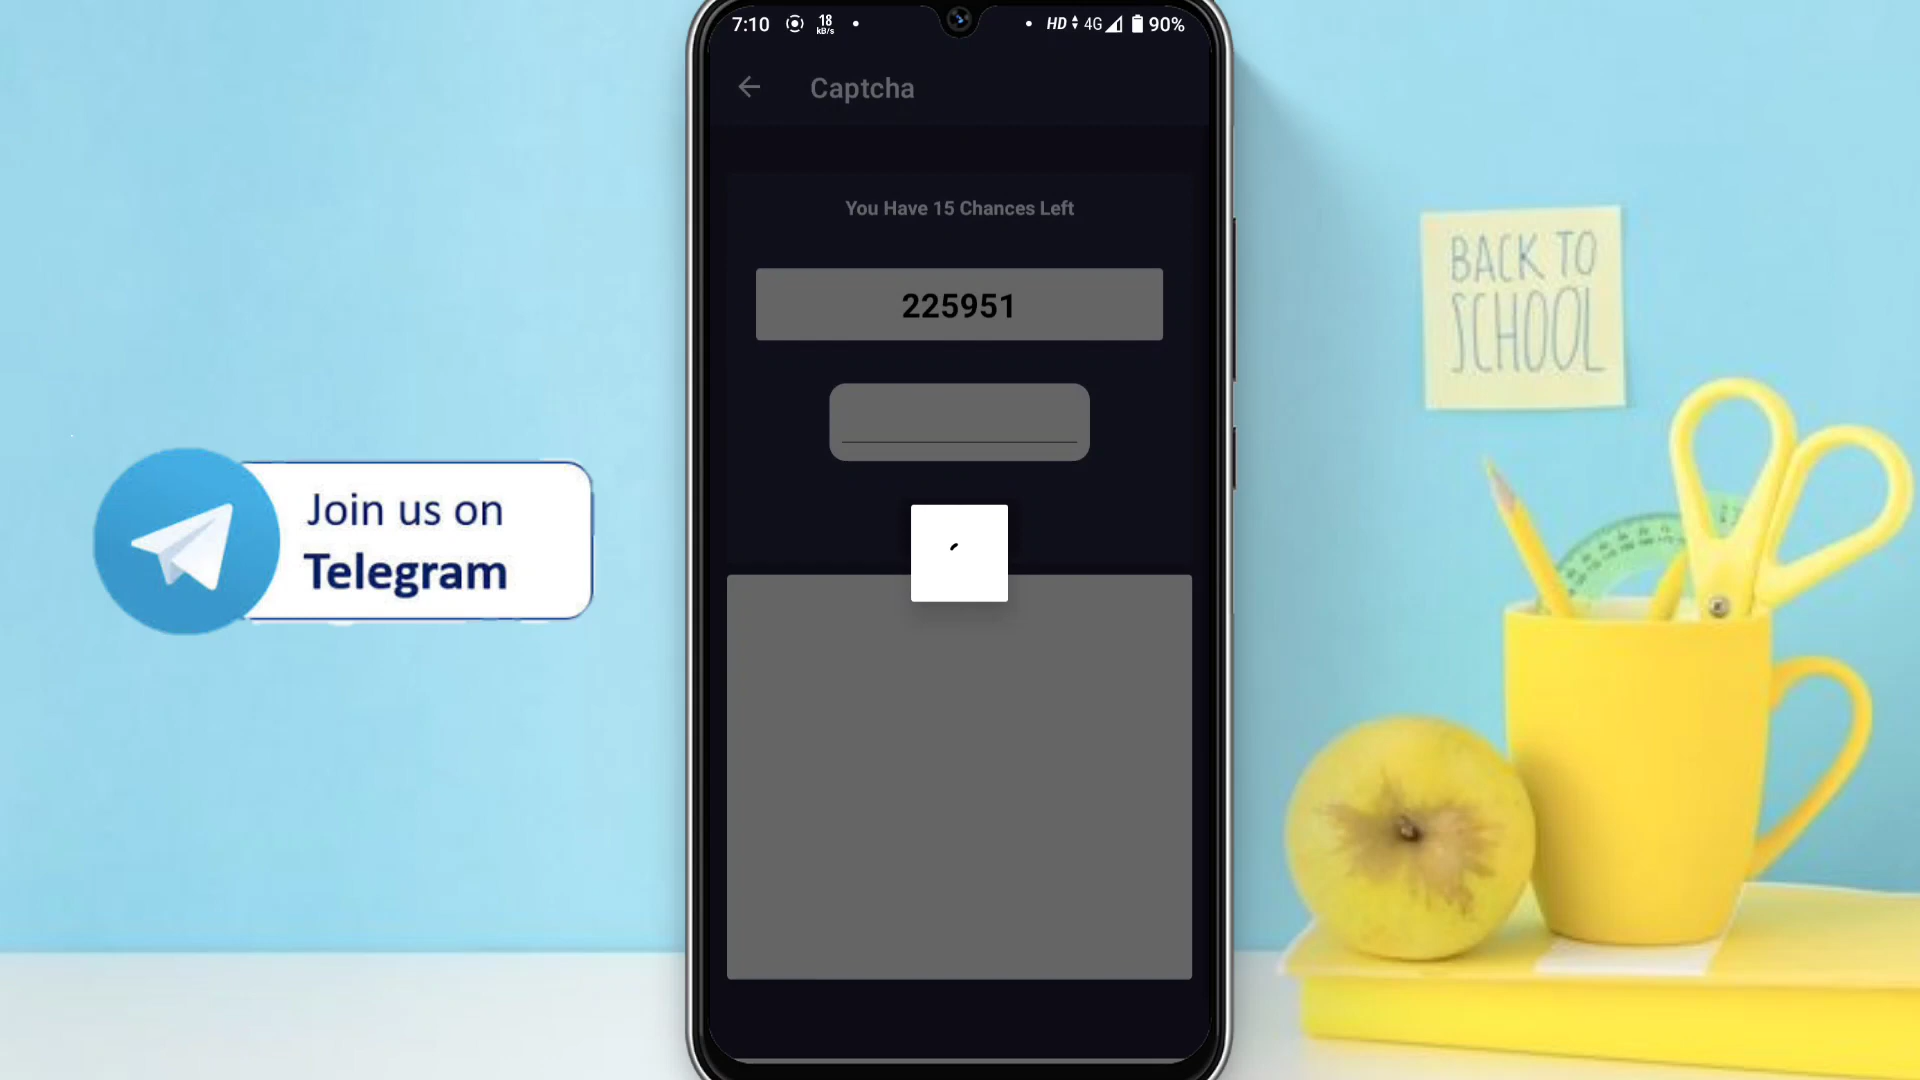 7:10 18 HD 4G 90%
kB/s
Captcha
You Have 15 Chances Left
225951
Join us on
Telegram
BACK TO
SCHOOL